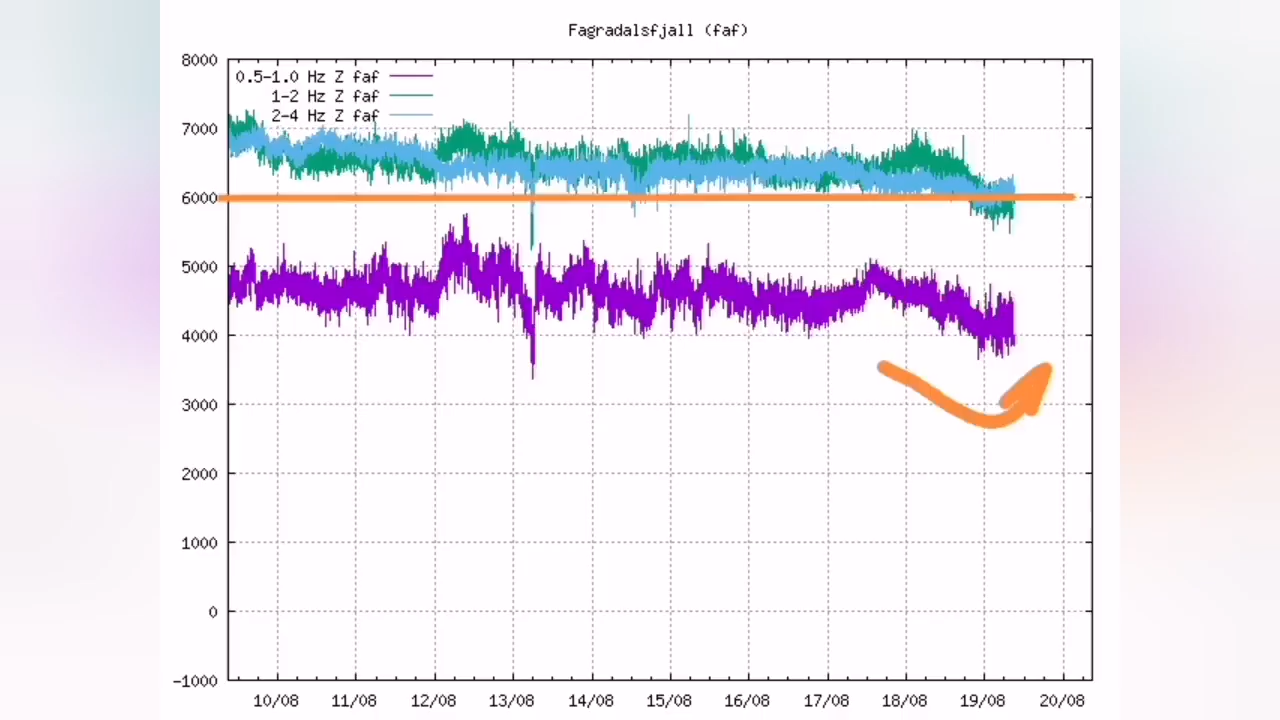 Fagradalsfjall (faf)
8000
0.5-1.0 Hz Z faf
1-2 Hz Z faf
2-4 Hz Z faf
7000
6000
5000
4000
3000
2000
1000
0
-1000
10/08 11/08 12/08 13/08 14/08 15/08 16/08 17/08 18/08 19/08 20/08